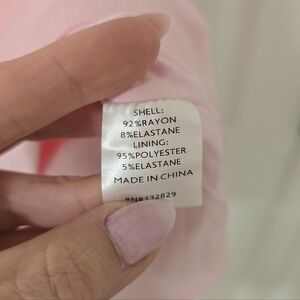 SHELL:
92%RAYON
8%ELASTANE
LINING:
95%POLYESTER
5%ELASTANE
MADE IN CHINA